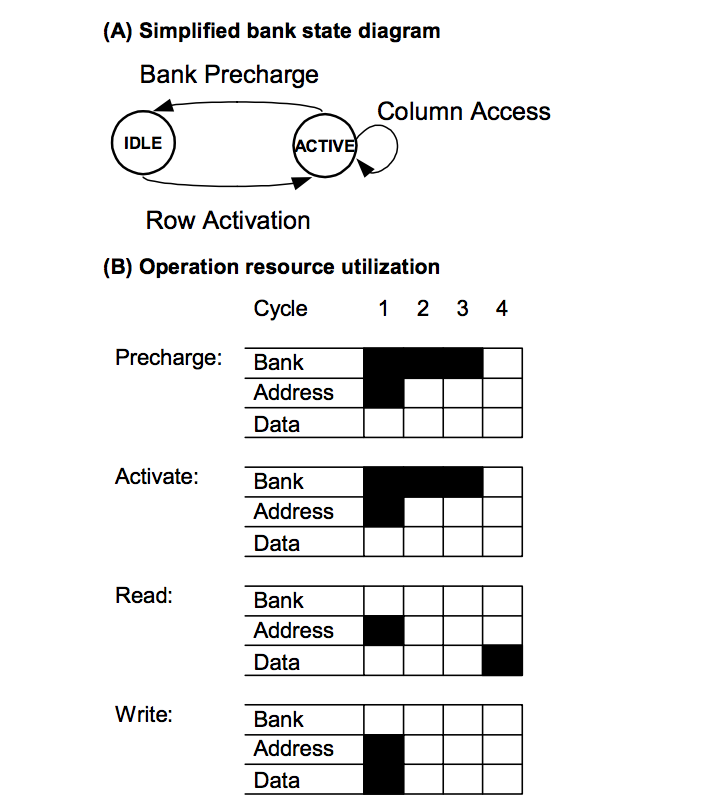 (A) Simplified bank state diagram
Bank Precharge
Column Access
IDLE
ACTIVE
Row Activation
(B) Operation resource utilization
Cycle 1 2 3 4
Precharge: Bank
Address
Data
Activate: Bank
Address
Data
Read: Bank
Address
Data
Write: Bank
Address
Data